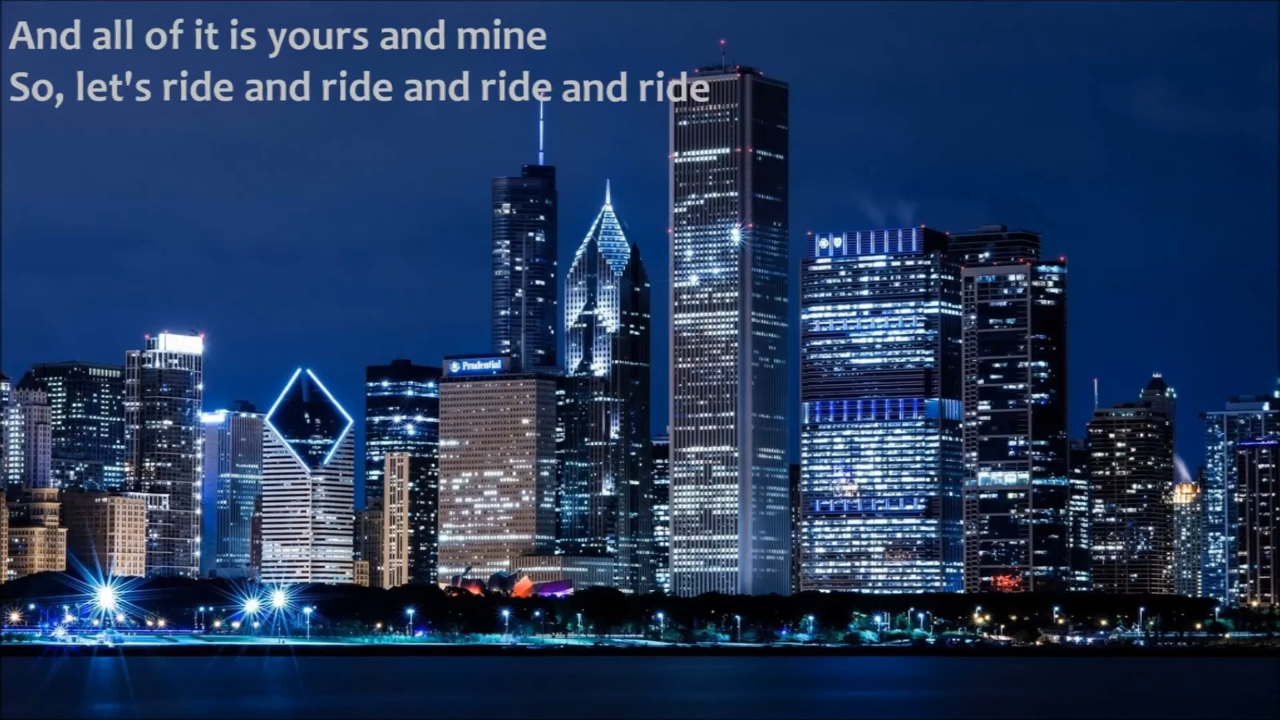 And all of it is yours and mine
So, let's ride and ride and ride and ride
Prudential